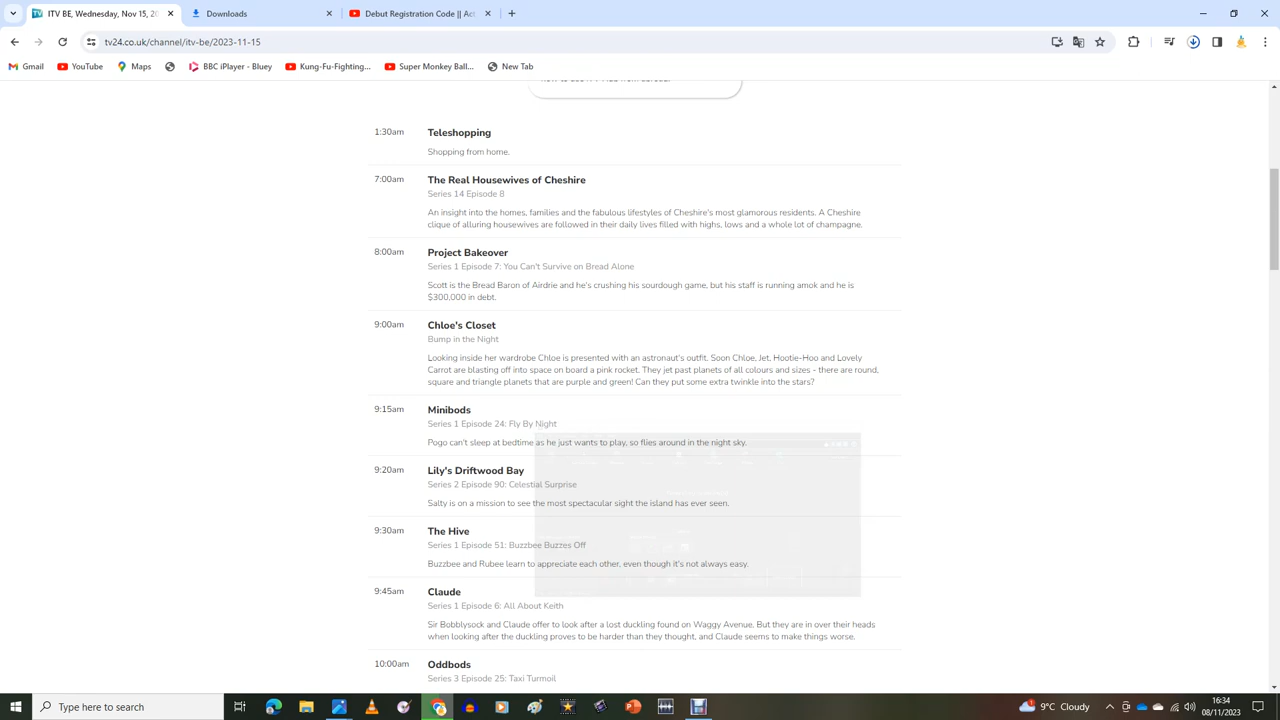 ITV BE, Wednesday, Nov 15, 20
Downloads
Debut Registration Code || Act
tv24.co.uk/channel/itv-be/2023-11-15
Gmail YouTube Maps BBC iPlayer - Bluey Kung-Fu-Fighting... Super Monkey Ball... New Tab
1:30am Teleshopping
Shopping from home.
7:00am The Real Housewives of Cheshire
Series 14 Episode 8
An insight into the homes, families and the fabulous lifestyles of Cheshire's most glamorous residents. A Cheshire
clique of alluring housewives are followed in their daily lives filled with highs, lows and a whole lot of champagne.
8:00am Project Bakeover
Series 1 Episode 7: You Can't Survive on Bread Alone
Scott is the Bread Baron of Airdrie and he's crushing his sourdough game, but his staff is running amok and he is
$300,000 in debt.
9:00am Chloe's Closet
Bump in the Night
Looking inside her wardrobe Chloe is presented with an astronaut's outfit. Soon Chloe, Jet, Hootie-Hoo and Lovely
Carrot are blasting off into space on board a pink rocket. They jet past planets of all colours and sizes - there are round,
square and triangle planets that are purple and green! Can they put some extra twinkle into the stars?
9:15am Minibods
Series 1 Episode 24: Fly By Night
Pogo can't sleep at bedtime as he just wants to play, so flies around in the night sky.
9:20am Lily's Driftwood Bay
Series 2 Episode 90: Celestial Surprise
Salty is on a mission to see the most spectacular sight the island has ever seen.
9:30am The Hive
Series 1 Episode 51: Buzzbee Buzzes Off
Buzzbee and Rubee learn to appreciate each other, even though it's not always easy.
9:45am Claude
Series 1 Episode 6: All About Keith
Sir Bobblysock and Claude offer to look after a lost duckling found on Waggy Avenue. But they are in over their heads
when looking after the duckling proves to be harder than they thought, and Claude seems to make things worse.
10:00am Oddbods
Series 3 Episode 25: Taxi Turmoil
Type here to search
9°C Cloudy
16:34
08/11/2023